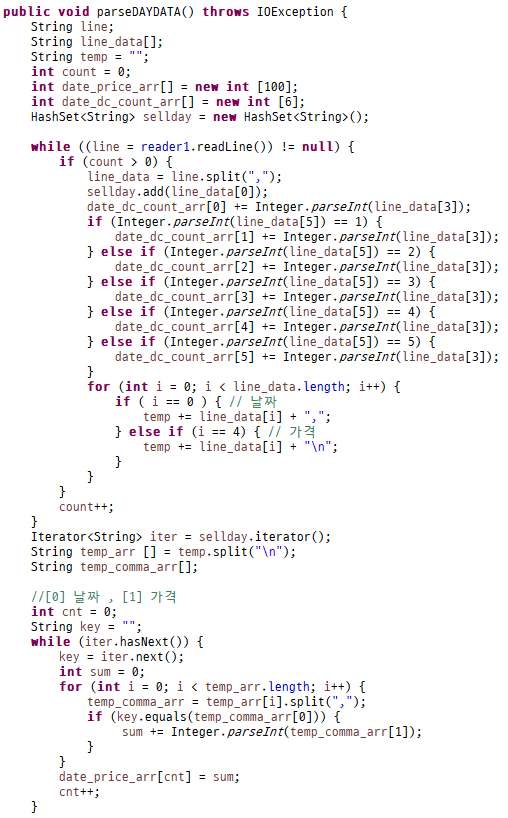 public void parseDAYDATA() throws IOException {
    String line;
    String line_data[];
    String temp = "";
    int count = 0;
    int date_price_arr[] = new int [100];
    int date_dc_count_arr[] = new int [6];
    HashSet<String> sellday = new HashSet<String>();

    while ((line = reader1.readLine()) != null) {
        if (count > 0) {
            line_data = line.split(",");
            sellday.add(line_data[0]);
            date_dc_count_arr[0] += Integer.parseInt(line_data[3]);
            if (Integer.parseInt(line_data[5]) == 1) {
                date_dc_count_arr[1] += Integer.parseInt(line_data[3]);
            } else if (Integer.parseInt(line_data[5]) == 2) {
                date_dc_count_arr[2] += Integer.parseInt(line_data[3]);
            } else if (Integer.parseInt(line_data[5]) == 3) {
                date_dc_count_arr[3] += Integer.parseInt(line_data[3]);
            } else if (Integer.parseInt(line_data[5]) == 4) {
                date_dc_count_arr[4] += Integer.parseInt(line_data[3]);
            } else if (Integer.parseInt(line_data[5]) == 5) {
                date_dc_count_arr[5] += Integer.parseInt(line_data[3]);
            }
            for (int i = 0; i < line_data.length; i++) {
                if ( i == 0 ) { // 날짜
                    temp += line_data[i] + ",";
                } else if (i == 4) { // 가격
                    temp += line_data[i] + "\n";
                }
            }
        }
        count++;
    }
    Iterator<String> iter = sellday.iterator();
    String temp_arr [] = temp.split("\n");
    String temp_comma_arr[];

    //[0] 날짜 , [1] 가격
    int cnt = 0;
    String key = "";
    while (iter.hasNext()) {
        key = iter.next();
        int sum = 0;
        for (int i = 0; i < temp_arr.length; i++) {
            temp_comma_arr = temp_arr[i].split(",");
            if (key.equals(temp_comma_arr[0])) {
                 sum += Integer.parseInt(temp_comma_arr[1]);
            }
        }
        date_price_arr[cnt] = sum;
        cnt++;
    }